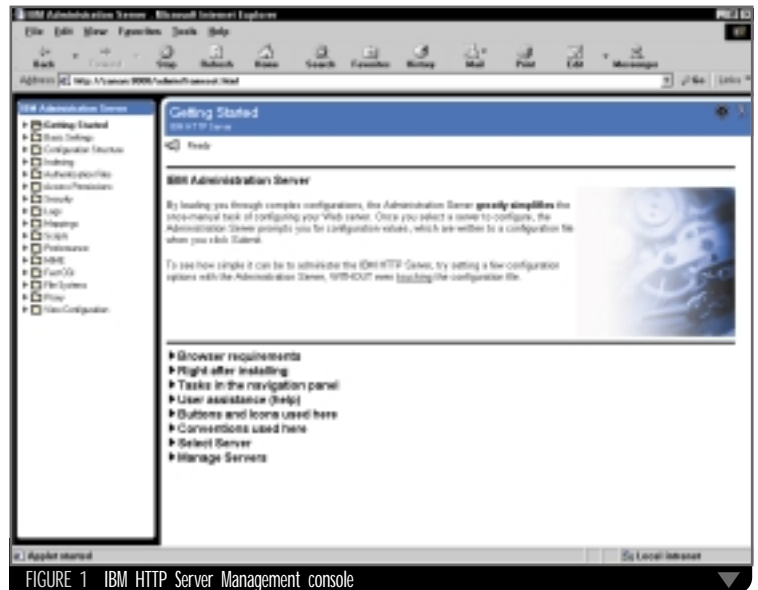 IBM Administration Server - Microsoft Internet Explorer
File Edit View Favorites Tools Help
Back Forward Stop Refresh Home Search Favorites History Mail Print Edit Messenger
Address Go Links
IBM Administration Server
Getting Started
Basic Settings
Configuration Structure
Indexing
Authentication Files
Access Permissions
Security
Logs
Mappings
Scripts
Performance
MIME
FastCGI
File Systems
Proxy
View Configuration
Getting Started
IBM HTTP Server
Ready
IBM Administration Server
By leading you through complex configurations, the Administration Server greatly simplifies the
once-manual task of configuring your Web server. Once you select a server to configure, the
Administration Server prompts you for configuration values, which are written to a configuration file
when you click Submit.
To see how simple it can be to administer the IBM HTTP Server, try setting a few configuration
options with the Administration Server, WITHOUT even touching the configuration file.
Browser requirements
Right after installing
Tasks in the navigation panel
User assistance (help)
Buttons and icons used here
Conventions used here
Select Server
Manage Servers
Applet started
Local intranet
FIGURE 1 IBM HTTP Server Management console